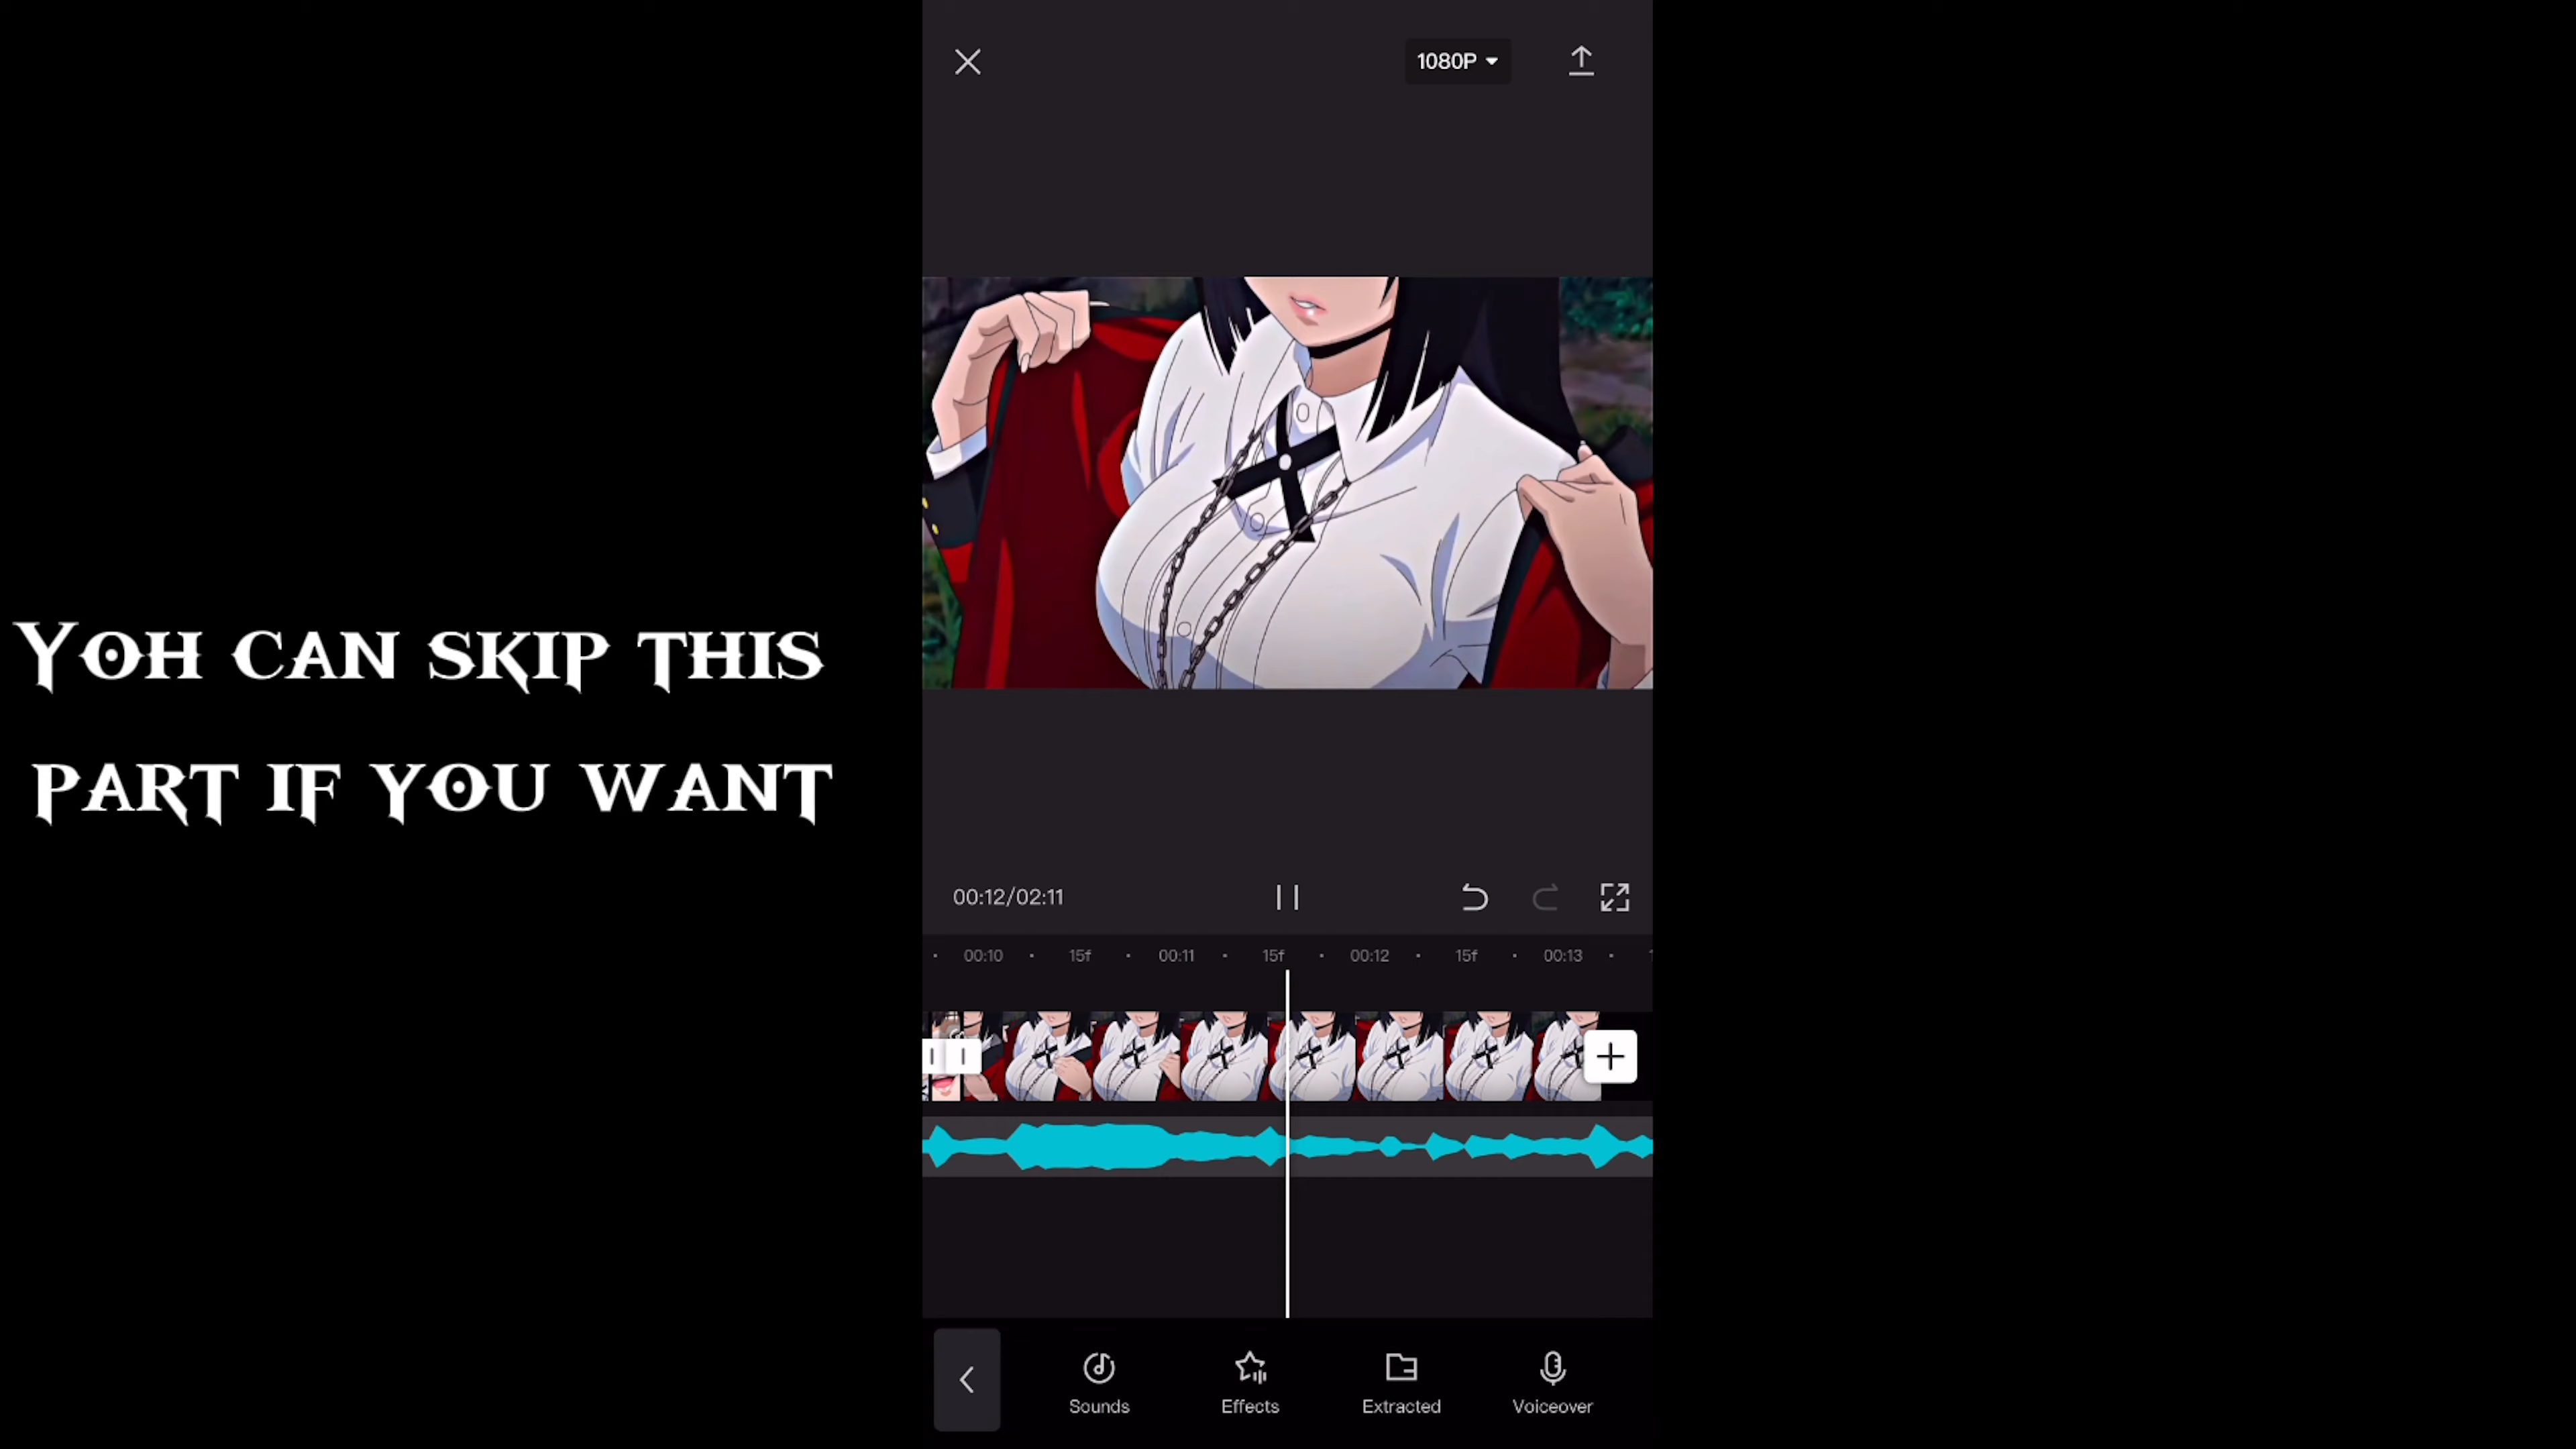 1080P
Yoh can skip this
part if you want
00:12/02:11
00:10 15f 00:11 15f 00:12 15f 00:13
Sounds Effects Extracted Voiceover